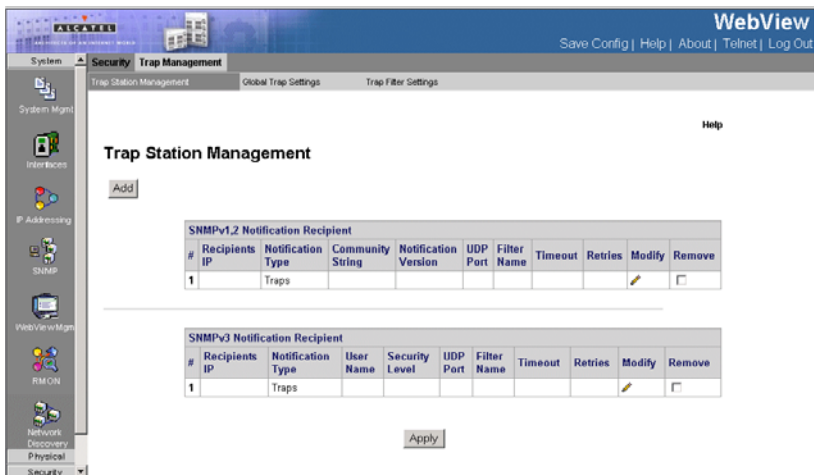 ALCATEL
WebView
Save Config | Help | About | Telnet | Log Out
System
Security Trap Management
Trap Station Management Global Trap Settings Trap Filter Settings
System Mgmt
Interfaces
IP Addressing
SNMP
WebViewMgm
RMON
Network
Discovery
Physical
Security
Help
Trap Station Management
Add
SNMPv1,2 Notification Recipient
# Recipients IP Notification Type Community String Notification Version UDP Port Filter Name Timeout Retries Modify Remove
1 Traps
SNMPv3 Notification Recipient
# Recipients IP Notification Type User Name Security Level UDP Port Filter Name Timeout Retries Modify Remove
1 Traps
Apply